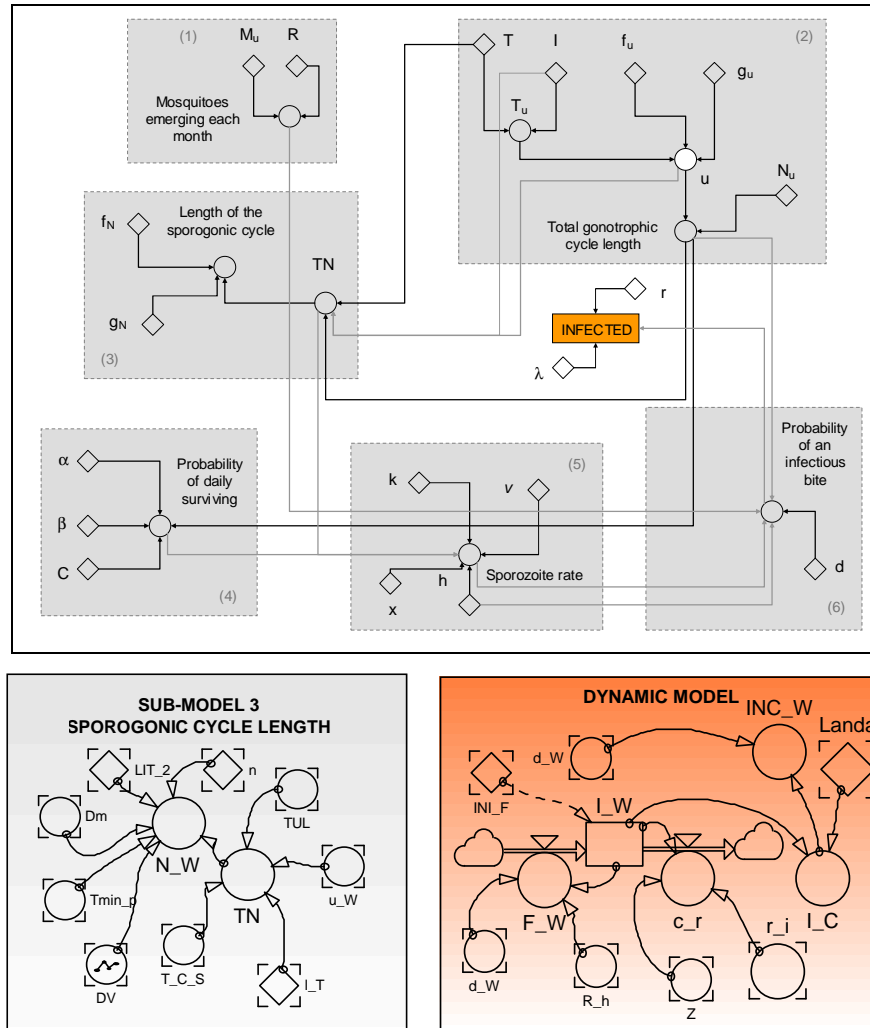 (1)
Mu
R
Mosquitoes
emerging each
month
T
I
fu
(2)
gu
Tu
u
Nu
Total gonotrophic
cycle length
Length of the
sporogonic cycle
fN
TN
gN
(3)
r
INFECTED
λ
α
Probability
of daily
surviving
β
C
(4)
k
v
(5)
h
Sporozoite rate
x
Probability
of an
infectious
bite
d
(6)
SUB-MODEL 3
SPOROGONIC CYCLE LENGTH
LIT_2
n
Dm
TUL
N_W
Tmin_p
TN
u_W
DV
T_C_S
I_T
DYNAMIC MODEL
INC_W
Landa
d_W
INI_F
I_W
F_W
c_r
r_i
I_C
d_W
R_h
Z